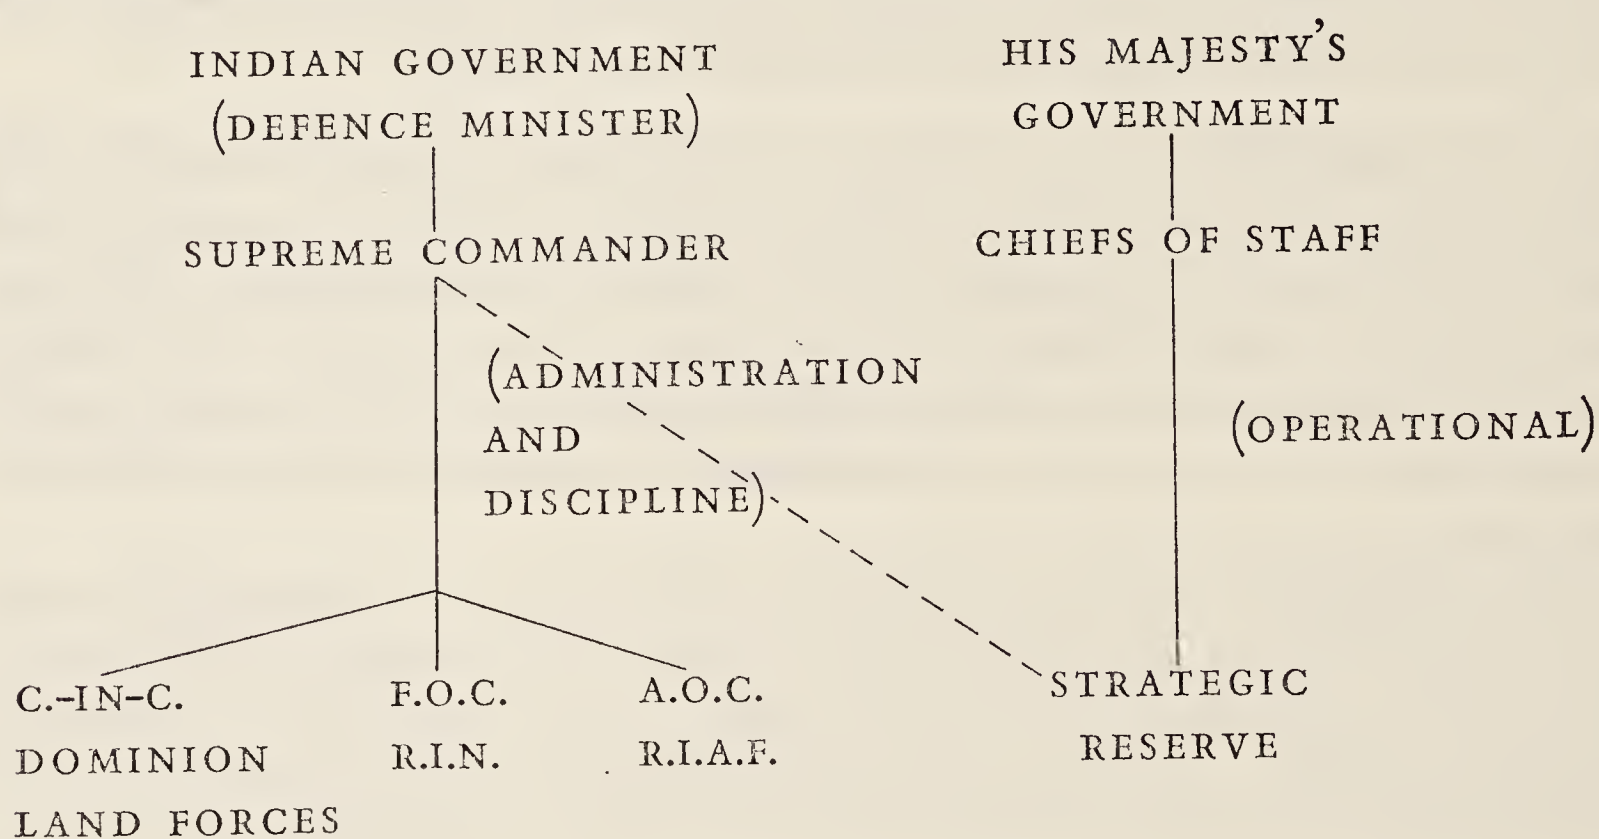 INDIAN GOVERNMENT
(DEFENCE MINISTER)
HIS MAJESTY'S
GOVERNMENT
SUPREME COMMANDER
CHIEFS OF STAFF
(ADMINISTRATION
AND
DISCIPLINE)
(OPERATIONAL)
C.-IN-C.
DOMINION
LAND FORCES
F.O.C.
R.I.N.
A.O.C.
R.I.A.F.
STRATEGIC
RESERVE